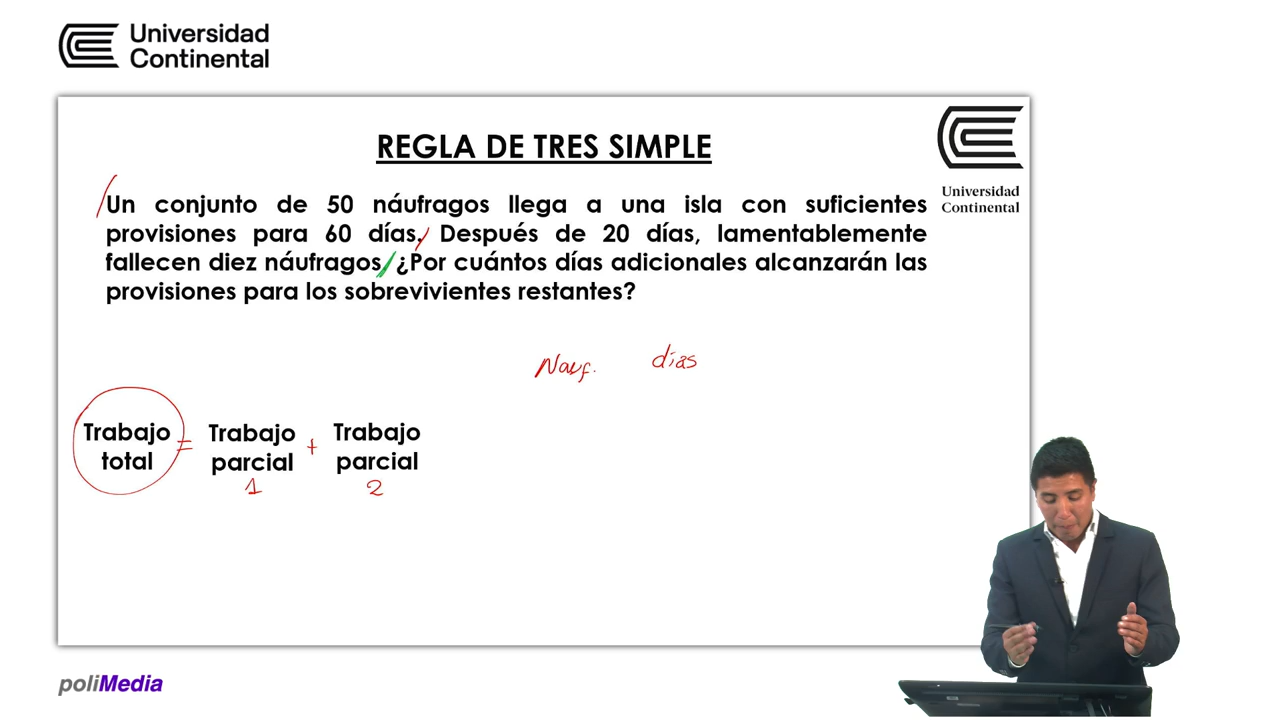 Universidad
Continental
REGLA DE TRES SIMPLE
Universidad
Continental
Un conjunto de 50 náufragos llega a una isla con suficientes
provisiones para 60 días. Después de 20 días, lamentablemente
fallecen diez náufragos. ¿Por cuántos días adicionales alcanzarán las
provisiones para los sobrevivientes restantes?
Nauf. días
Trabajo total = Trabajo parcial 1 + Trabajo parcial 2
poliMedia